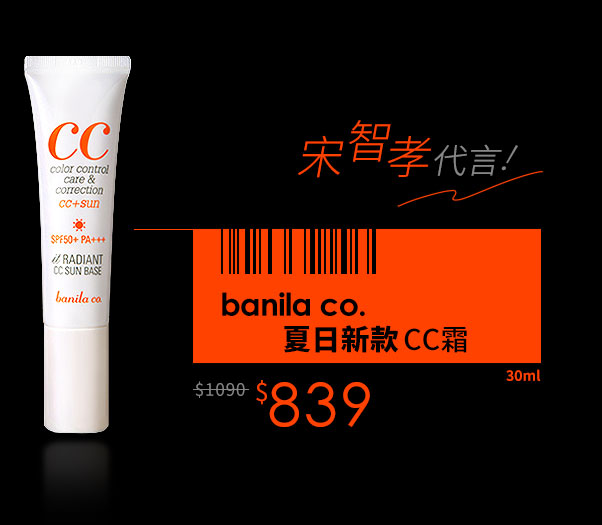 CC
color control
care &
correction
cc+sun
SPF50+ PA+++
it RADIANT
CC SUN BASE
banila co.
宋智孝代言!
banila co.
夏日新款CC霜
30ml
$1090 $839